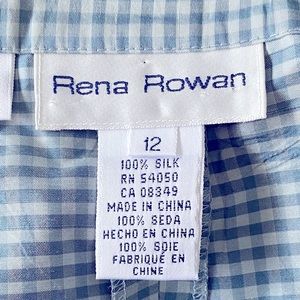 Rena Rowan
12
100% SILK
RN 54050
CA 08349
MADE IN CHINA
100% SEDA
HECHO EN CHINA
100% SOIE
FABRIQUÉ EN
CHINE